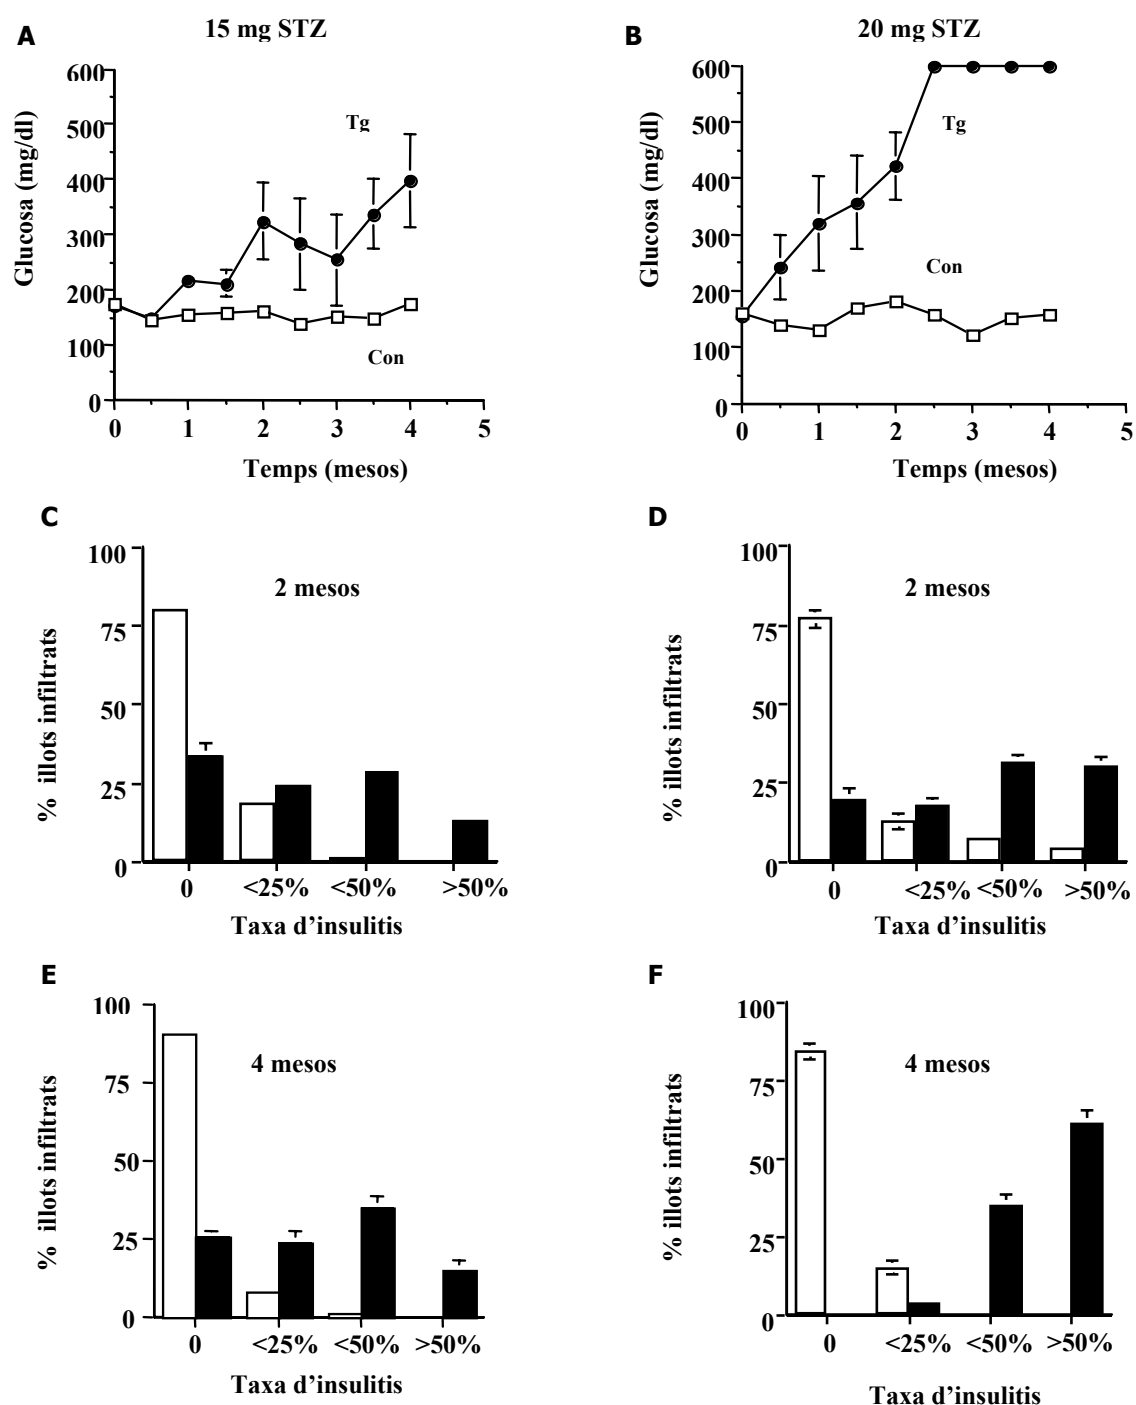 A
15 mg STZ
Glucosa (mg/dl)
600
500
400
300
200
100
0
Tg
Con
0 1 2 3 4 5
Temps (mesos)
B
20 mg STZ
Glucosa (mg/dl)
600
500
400
300
200
100
0
Tg
Con
0 1 2 3 4 5
Temps (mesos)
C
% illots infiltrats
100
75
50
25
0
2 mesos
0 <25% <50% >50%
Taxa d’insulitis
D
% illots infiltrats
100
75
50
25
0
2 mesos
0 <25% <50% >50%
Taxa d’insulitis
E
% illots infiltrats
100
75
50
25
0
4 mesos
0 <25% <50% >50%
Taxa d’insulitis
F
% illots infiltrats
100
75
50
25
0
4 mesos
0 <25% <50% >50%
Taxa d’insulitis